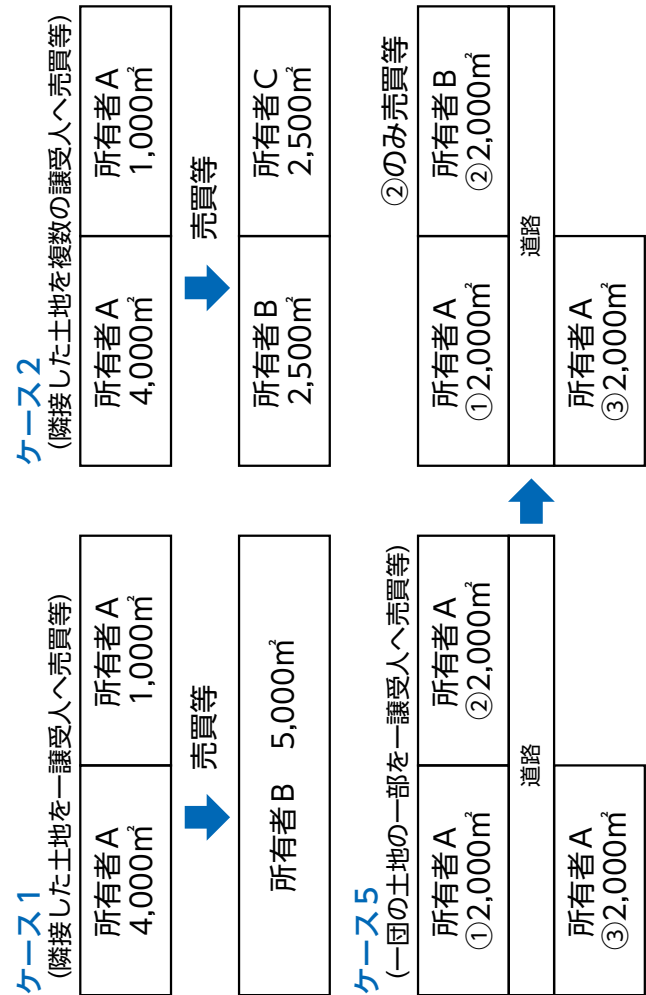 ケース1
(隣接した土地を一譲受人へ売買等)
所有者A
4,000㎡
所有者A
1,000㎡
売買等
所有者B 5,000㎡
ケース2
(隣接した土地を複数の譲受人へ売買等)
所有者A
4,000㎡
所有者A
1,000㎡
売買等
所有者B
2,500㎡
所有者C
2,500㎡
ケース5
(一団の土地の一部を一譲受人へ売買等)
所有者A
①2,000㎡
所有者A
②2,000㎡
道路
所有者A
③2,000㎡
②のみ売買等
所有者A
①2,000㎡
所有者B
②2,000㎡
道路
所有者A
③2,000㎡